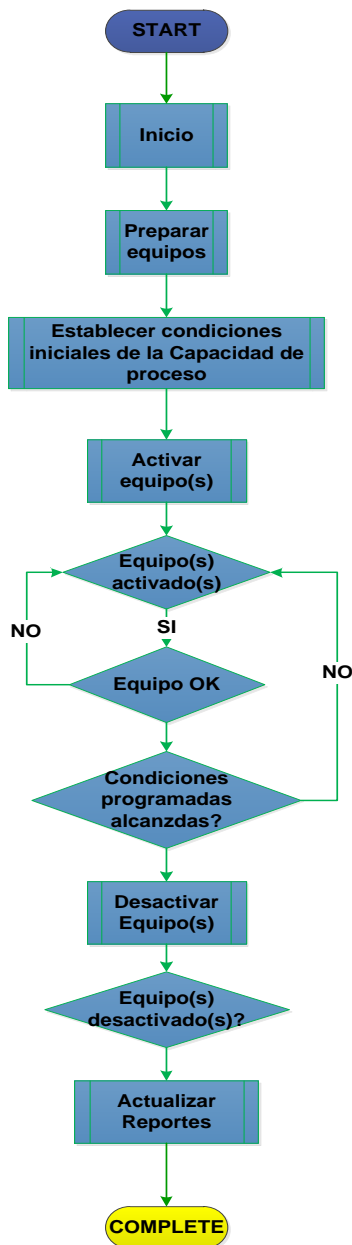 START
Inicio
Preparar
equipos
Establecer condiciones
iniciales de la Capacidad de
proceso
Activar
equipo(s)
Equipo(s)
activado(s)
SI
NO
Equipo OK
NO
Condiciones
programadas
alcanzdas?
Desactivar
Equipo(s)
Equipo(s)
desactivado(s)?
Actualizar
Reportes
COMPLETE